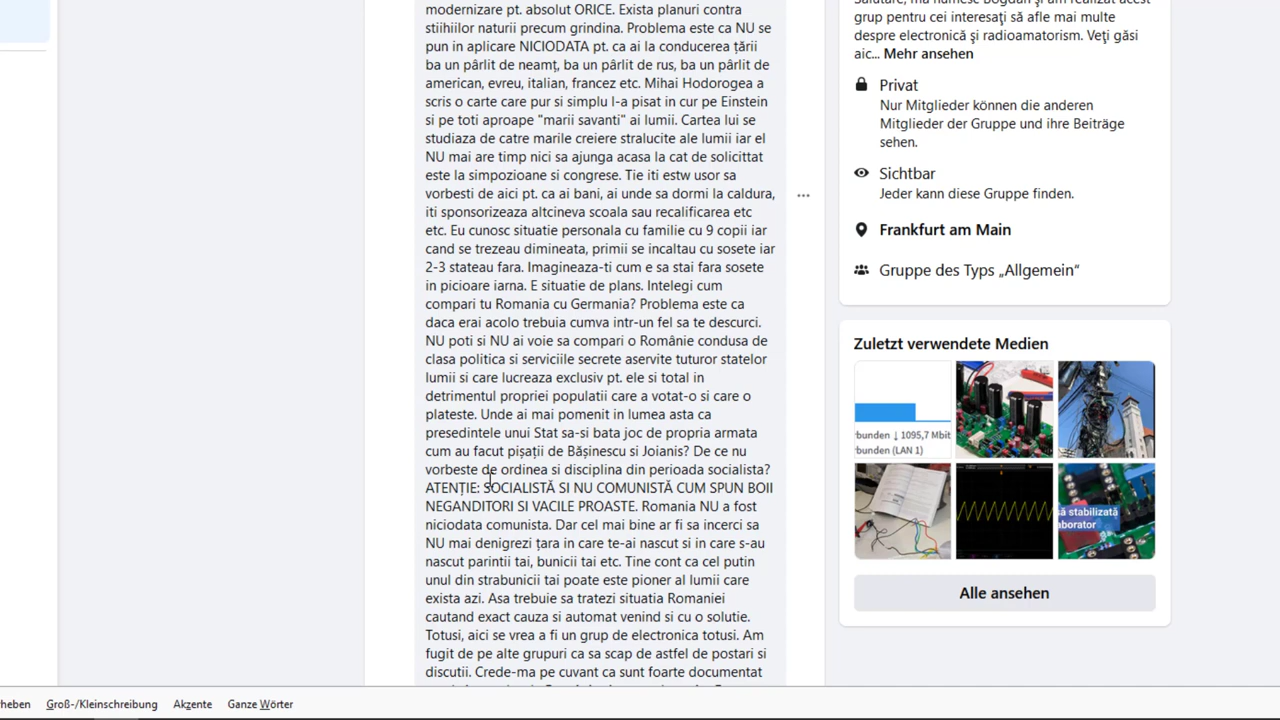 modernizare pt. absolut ORICE. Exista planuri contra
stiihiilor naturii precum grindina. Problema este ca NU se
pun in aplicare NICIODATA pt. ca ai la conducerea țării
ba un pârlit de neamț, ba un pârlit de rus, ba un pârlit de
american, evreu, italian, francez etc. Mihai Hodorogea a
scris o carte care pur si simplu l-a pisat in cur pe Einstein
si pe toti aproape "marii savanti" ai lumii. Cartea lui se
studiaza de catre marile creiere stralucite ale lumii iar el
NU mai are timp nici sa ajunga acasa la cat de solicittat
este la simpozioane si congrese. Tie iti estw usor sa
vorbesti de aici pt. ca ai bani, ai unde sa dormi la caldura,
iti sponsorizeaza altcineva scoala sau recalificarea etc
etc. Eu cunosc situatie personala cu familie cu 9 copii iar
cand se trezeau dimineata, primii se incaltau cu sosete iar
2-3 stateau fara. Imagineaza-ti cum e sa stai fara sosete
in picioare iarna. E situatie de plans. Intelegi cum
compari tu Romania cu Germania? Problema este ca
daca erai acolo trebuia cumva intr-un fel sa te descurci.
NU poti si NU ai voie sa compari o Românie condusa de
clasa politica si serviciile secrete aservite tuturor statelor
lumii si care lucreaza exclusiv pt. ele si total in
detrimentul propriei populatii care a votat-o si care o
plateste. Unde ai mai pomenit in lumea asta ca
presedintele unui Stat sa-si bata joc de propria armata
cum au facut pișații de Bășinescu si Joianis? De ce nu
vorbeste de ordinea si disciplina din perioada socialista?
ATENȚIE: SOCIALISTĂ SI NU COMUNISTĂ CUM SPUN BOII
NEGANDITORI SI VACILE PROASTE. Romania NU a fost
niciodata comunista. Dar cel mai bine ar fi sa incerci sa
NU mai denigrezi țara in care te-ai nascut si in care s-au
nascut parintii tai, bunicii tai etc. Tine cont ca cel putin
unul din strabunicii tai poate este pioner al lumii care
exista azi. Asa trebuie sa tratezi situatia Romaniei
cautand exact cauza si automat venind si cu o solutie.
Totusi, aici se vrea a fi un grup de electronica totusi. Am
fugit de pe alte grupuri ca sa scap de astfel de postari si
discutii. Crede-ma pe cuvant ca sunt foarte documentat
grup pentru cei interesaţi să afle mai multe
despre electronică şi radioamatorism. Veţi găsi
aic... Mehr ansehen
Privat
Nur Mitglieder können die anderen
Mitglieder der Gruppe und ihre Beiträge
sehen.
Sichtbar
Jeder kann diese Gruppe finden.
Frankfurt am Main
Gruppe des Typs „Allgemein“
Zuletzt verwendete Medien
rbunden ↓ 1095,7 Mbit
rbunden (LAN 1)
să stabilizată
aborator
Alle ansehen
rheben Groß-/Kleinschreibung Akzente Ganze Wörter